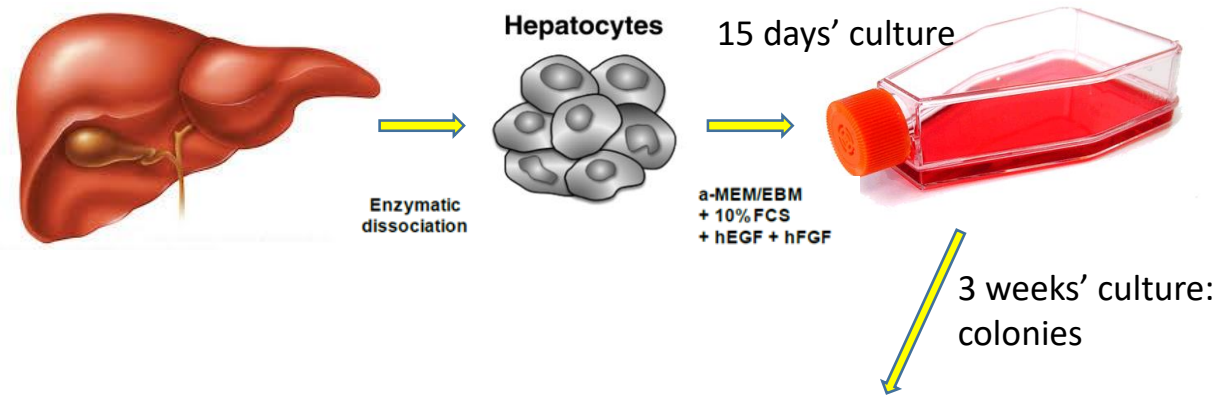 Hepatocytes
15 days’ culture
Enzymatic
dissociation
a-MEM/EBM
+ 10% FCS
+ hEGF + hFGF
3 weeks’ culture:
colonies